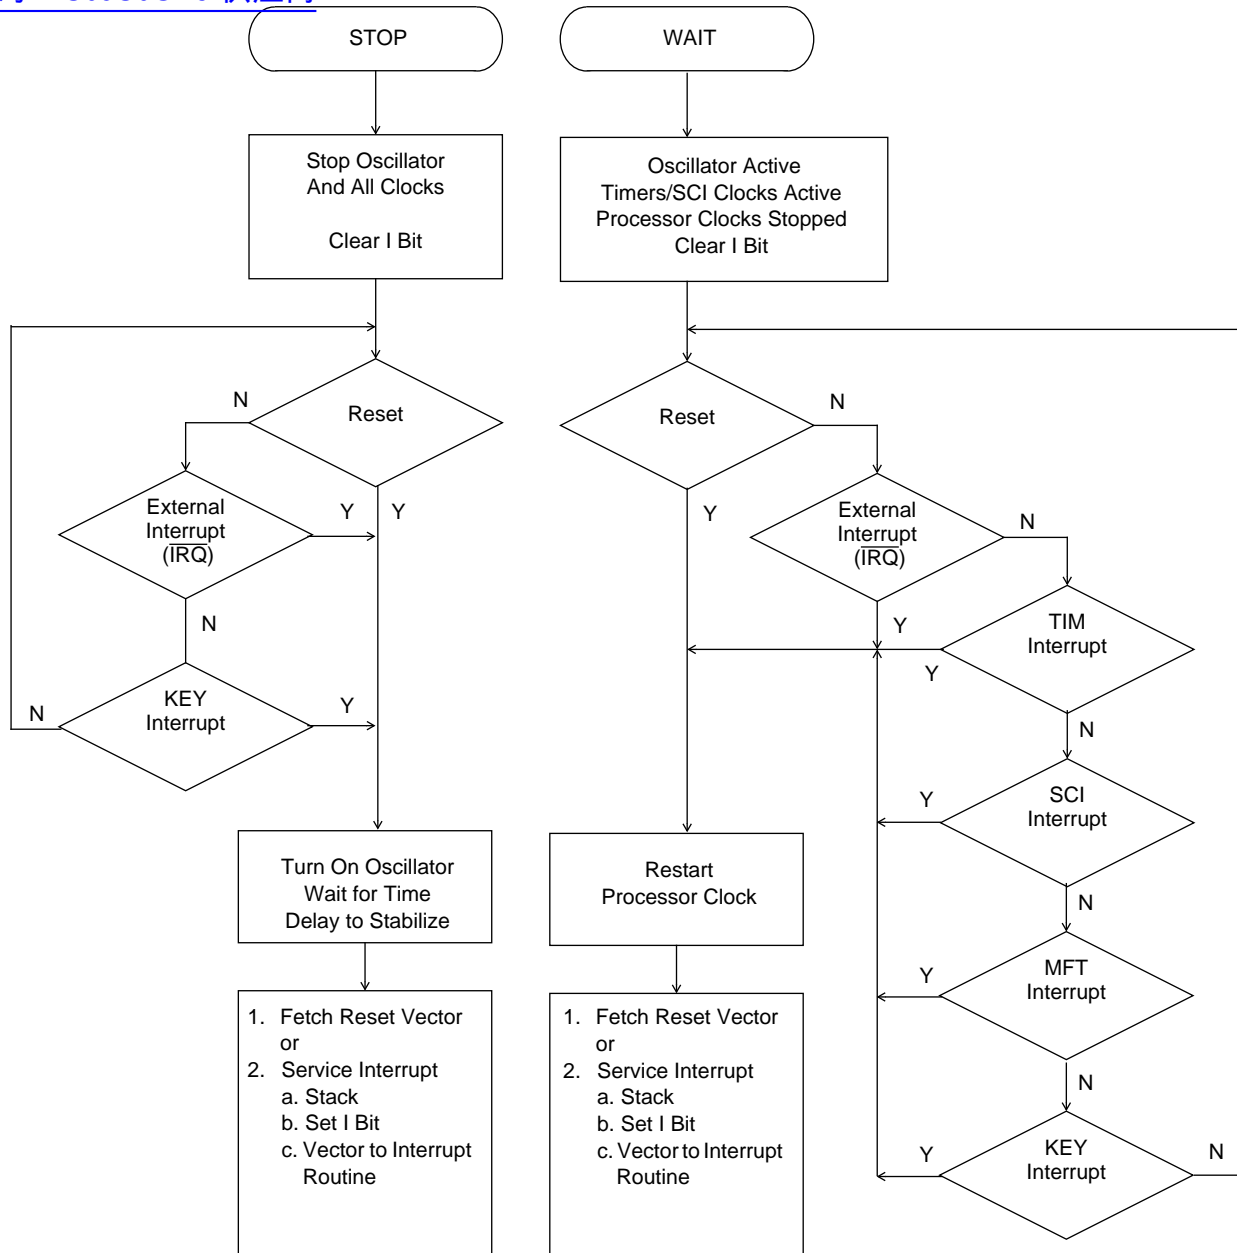 STOP
Stop Oscillator
And All Clocks
Clear I Bit
Reset
N
Y
External
Interrupt
(IRQ)
Y
N
KEY
Interrupt
Y
N
Turn On Oscillator
Wait for Time
Delay to Stabilize
1. Fetch Reset Vector
or
2. Service Interrupt
a. Stack
b. Set I Bit
c. Vector to Interrupt
Routine
WAIT
Oscillator Active
Timers/SCI Clocks Active
Processor Clocks Stopped
Clear I Bit
Reset
N
Y
External
Interrupt
(IRQ)
N
Y
TIM
Interrupt
Y
N
SCI
Interrupt
Y
N
MFT
Interrupt
Y
N
KEY
Interrupt
Y
N
Restart
Processor Clock
1. Fetch Reset Vector
or
2. Service Interrupt
a. Stack
b. Set I Bit
c. Vector to Interrupt
Routine